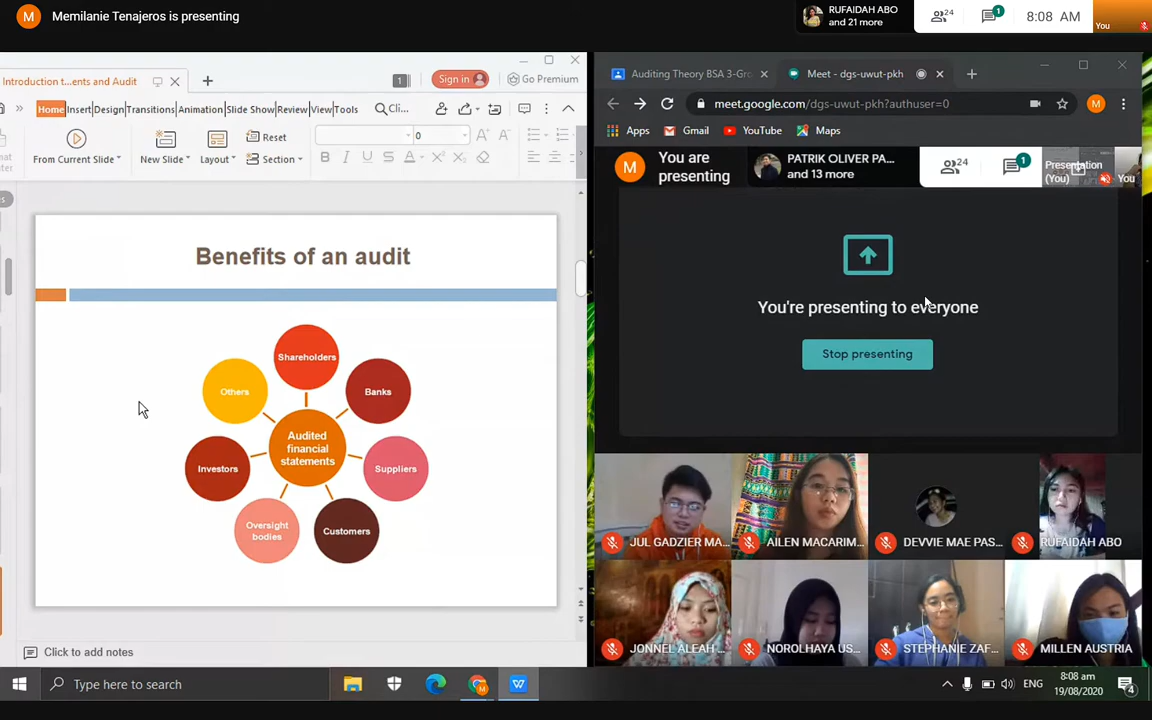 M Memilanie Tenajeros is presenting
RUFAIDAH ABO
and 21 more
24
1
8:08 AM
You
Introduction t...ents and Audit
1
Sign in
Go Premium
Home Insert Design Transitions Animation Slide Show Review View Tools
Cli...
From Current Slide
New Slide
Layout
Reset
Section
0
B I U S A
Benefits of an audit
Shareholders
Others
Banks
Audited
financial
statements
Investors
Suppliers
Oversight
bodies
Customers
Click to add notes
Auditing Theory BSA 3-Gro
Meet - dgs-uwut-pkh
meet.google.com/dgs-uwut-pkh?authuser=0
M
Apps
Gmail
YouTube
Maps
M
You are
presenting
PATRIK OLIVER PA...
and 13 more
24
1
Presentation
(You)
You
You're presenting to everyone
Stop presenting
JUL GADZIER MA...
AILEN MACARIM...
DEVVIE MAE PAS...
RUFAIDAH ABO
JONNEL ALEAH ...
NOROLHAYA US...
STEPHANIE ZAF...
MILLEN AUSTRIA
Type here to search
ENG
8:08 am
19/08/2020
4